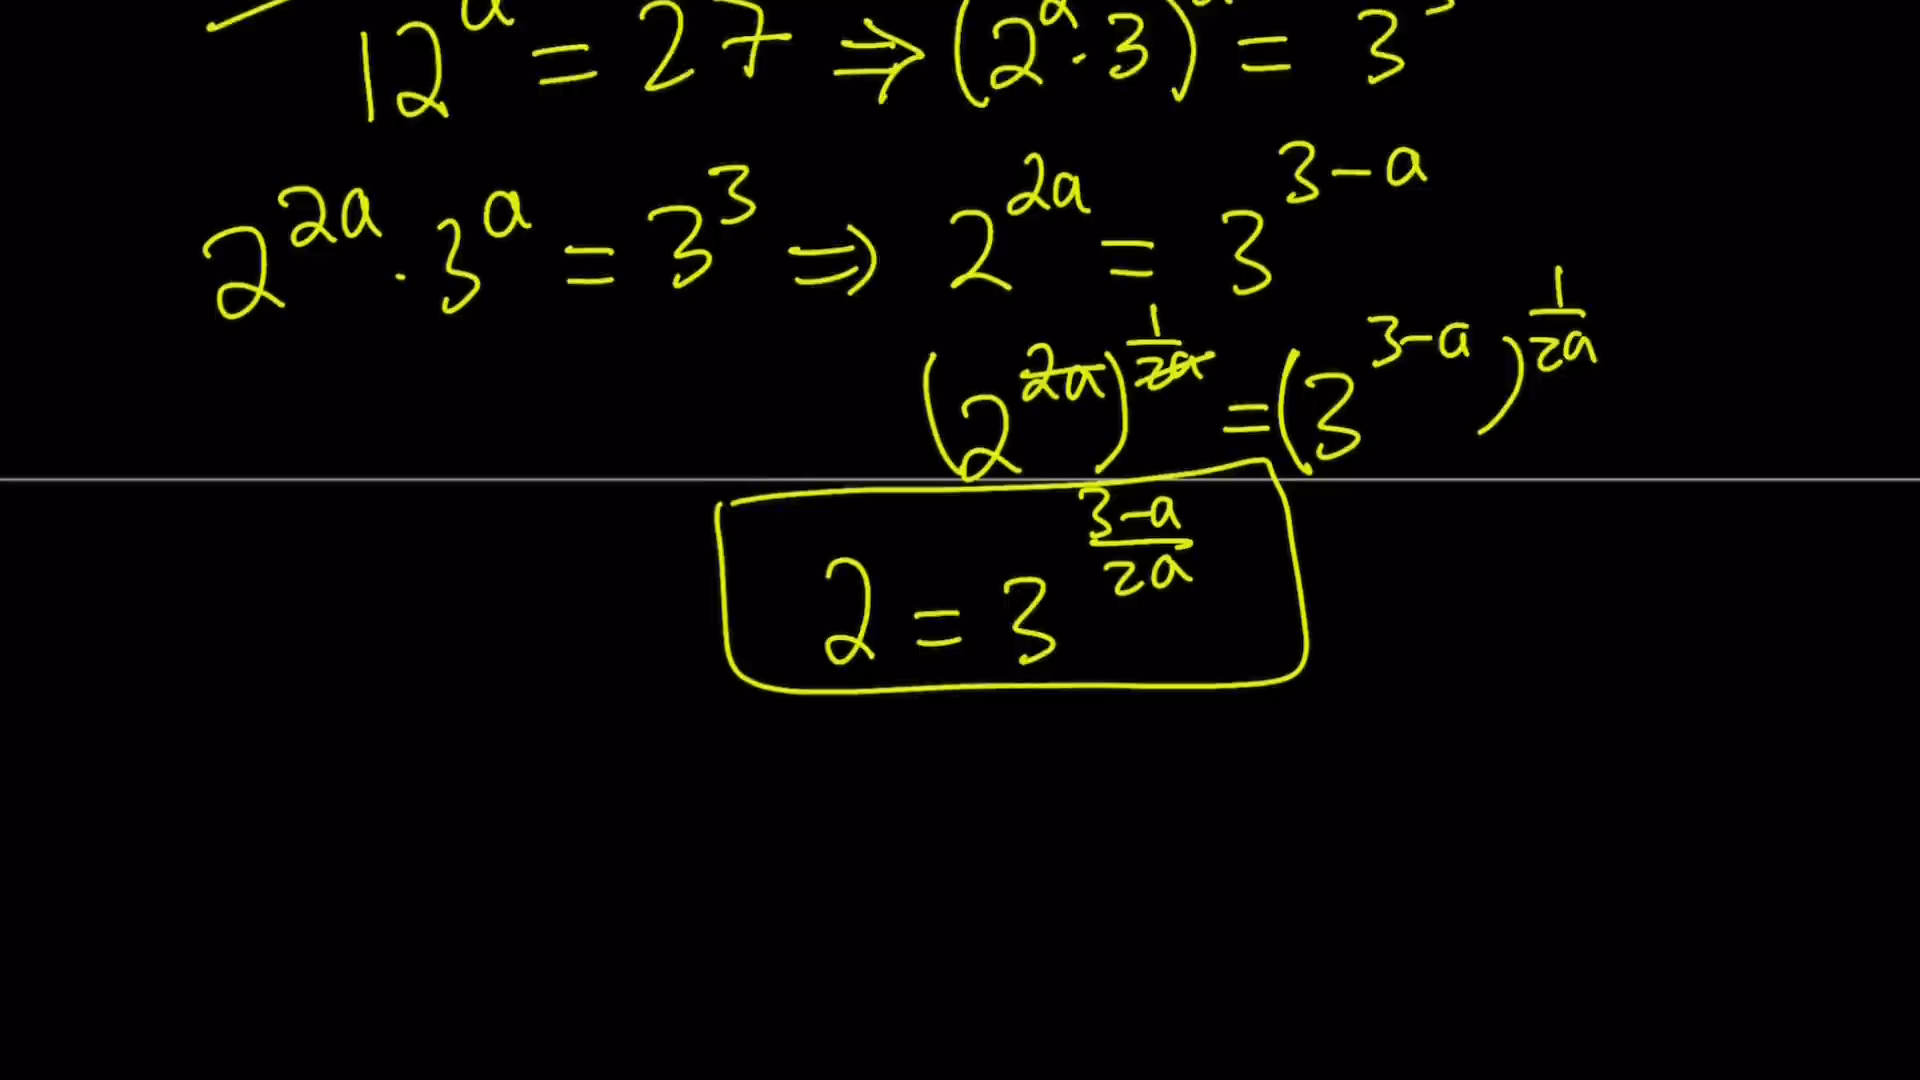 12^a = 27 ⇒ (2^2 · 3)^a = 3^3
2^{2a} · 3^a = 3^3 ⇒ 2^{2a} = 3^{3-a}
(2^{2a})^{1/2a} = (3^{3-a})^{1/2a}
2 = 3^{(3-a)/2a}